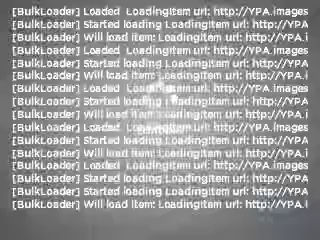 [BulkLoader] Loaded LoadingItem url: http://YPA.images
[BulkLoader] Started loading LoadingItem url: http://YPA
[BulkLoader] Will load item: LoadingItem url: http://YPA.i
[BulkLoader] Loaded LoadingItem url: http://YPA.images
[BulkLoader] Started loading LoadingItem url: http://YPA
[BulkLoader] Will load item: LoadingItem url: http://YPA.i
[BulkLoader] Loaded LoadingItem url: http://YPA.images
[BulkLoader] Started loading LoadingItem url: http://YPA
[BulkLoader] Will load item: LoadingItem url: http://YPA.i
[BulkLoader] Loaded LoadingItem url: http://YPA.images
[BulkLoader] Started loading LoadingItem url: http://YPA
[BulkLoader] Will load item: LoadingItem url: http://YPA.i
[BulkLoader] Loaded LoadingItem url: http://YPA.images
[BulkLoader] Started loading LoadingItem url: http://YPA
[BulkLoader] Started loading LoadingItem url: http://YPA
[BulkLoader] Will load item: LoadingItem url: http://YPA.i